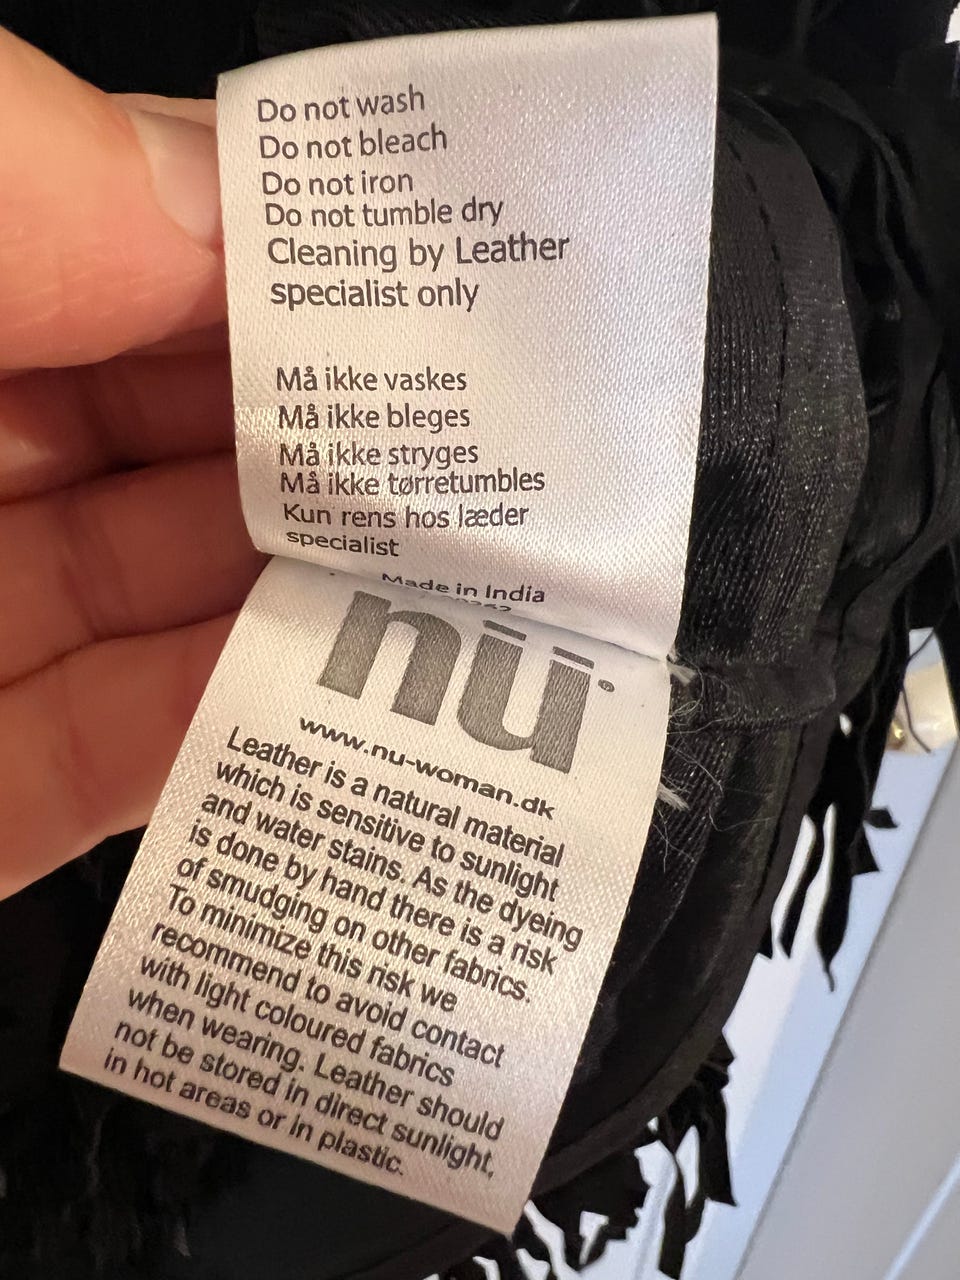 Do not wash
Do not bleach
Do not iron
Do not tumble dry
Cleaning by Leather
specialist only
Må ikke vaskes
Må ikke bleges
Må ikke stryges
Må ikke tørretumbles
Kun rens hos læder
specialist
Made in India
nü®
www.nu-woman.dk
Leather is a natural material
which is sensitive to sunlight
and water stains. As the dyeing
is done by hand there is a risk
of smudging on other fabrics.
To minimize this risk we
recommend to avoid contact
with light coloured fabrics
when wearing. Leather should
not be stored in direct sunlight,
in hot areas or in plastic.